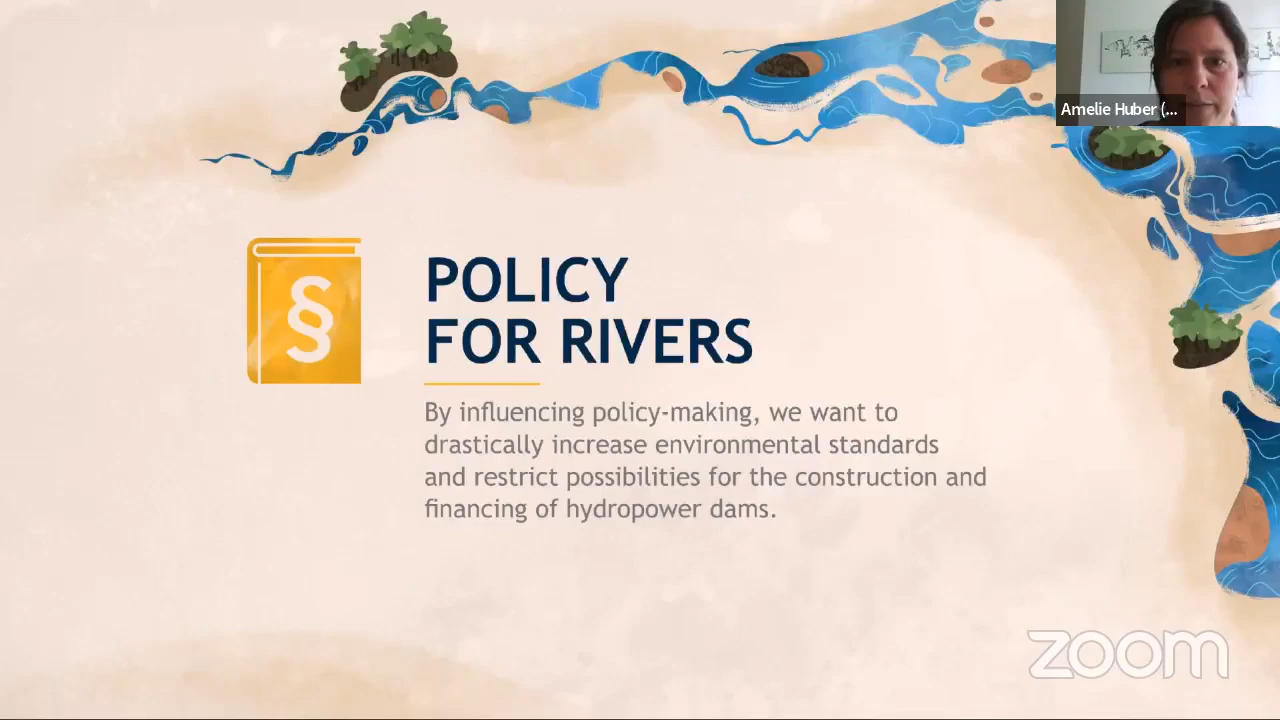 Amelie Huber (...
§
POLICY
FOR RIVERS
By influencing policy-making, we want to
drastically increase environmental standards
and restrict possibilities for the construction and
financing of hydropower dams.
zoom